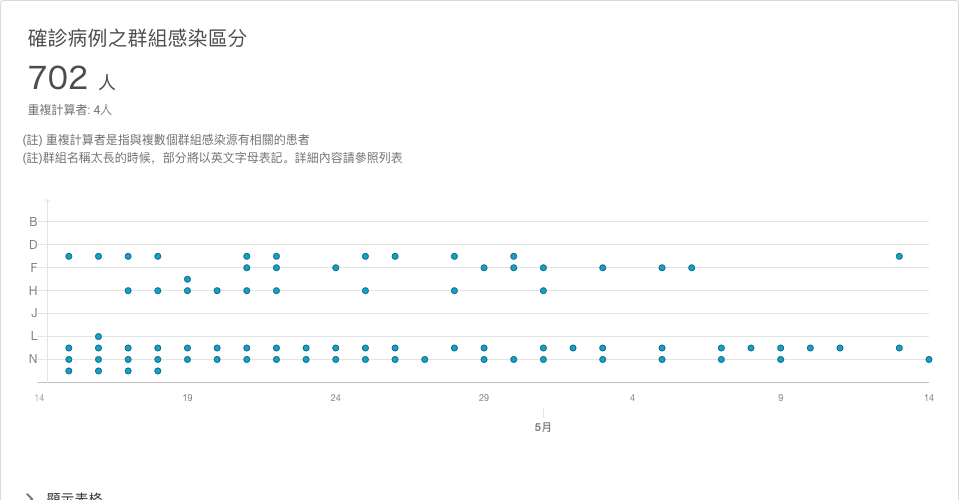 確診病例之群組感染區分
702 人
重複計算者: 4人
(註) 重複計算者是指與複數個群組感染源有相關的患者
(註)群組名稱太長的時候，部分將以英文字母表記。詳細內容請參照列表
B
D
F
H
J
L
N
14 19 24 29 4 9 14
5月
顯示表格